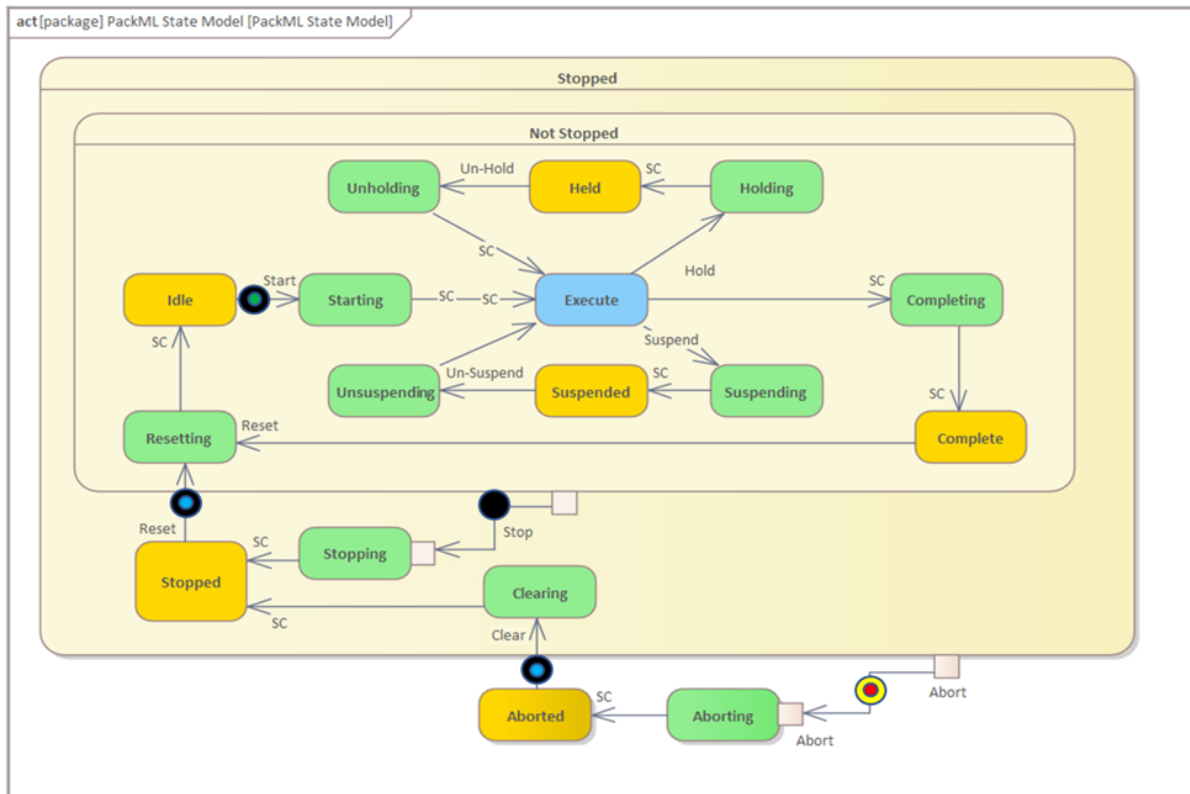 act [package] PackML State Model [PackML State Model]
Stopped
Not Stopped
Unholding
Un-Hold
Held
SC
Holding
SC
Hold
Idle
Start
Starting
SC
SC
Execute
SC
Completing
SC
Suspend
Unsuspending
Un-Suspend
Suspended
SC
Suspending
SC
Resetting
Reset
Complete
Reset
Stop
Stopped
SC
Stopping
Clearing
SC
Clear
Aborted
SC
Aborting
Abort
Abort